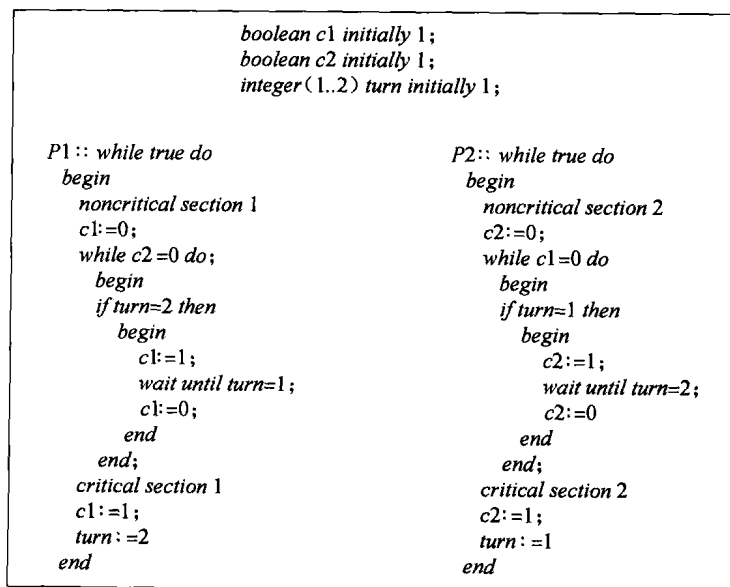 boolean c1 initially 1;
boolean c2 initially 1;
integer(1..2) turn initially 1;
P1:: while true do
begin
noncritical section 1
c1:=0;
while c2=0 do;
begin
if turn=2 then
begin
c1:=1;
wait until turn=1;
c1:=0;
end
end;
critical section 1
c1:=1;
turn:=2
end
P2:: while true do
begin
noncritical section 2
c2:=0;
while c1=0 do
begin
if turn=1 then
begin
c2:=1;
wait until turn=2;
c2:=0
end
end;
critical section 2
c2:=1;
turn:=1
end